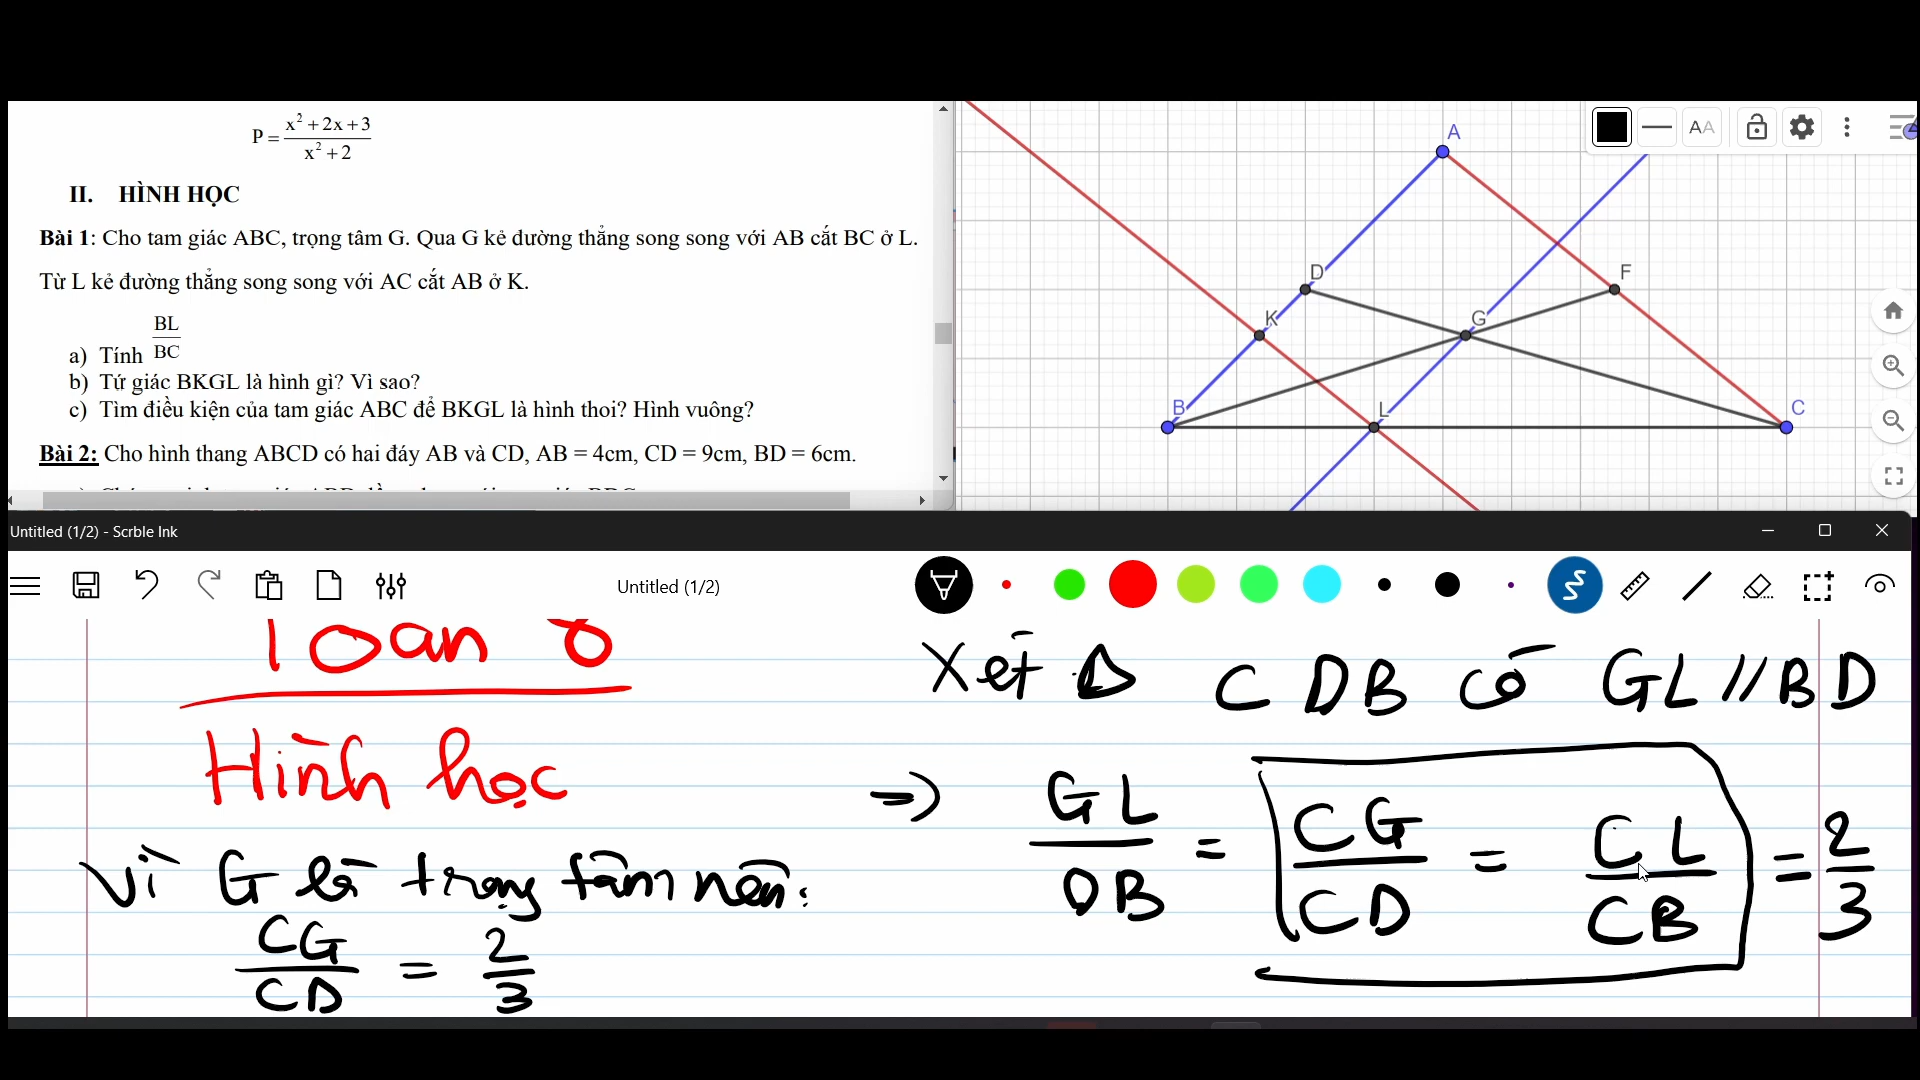 P = (x² + 2x + 3)/(x² + 2)
II. HÌNH HỌC
Bài 1: Cho tam giác ABC, trọng tâm G. Qua G kẻ đường thẳng song song với AB cắt BC ở L.
Từ L kẻ đường thẳng song song với AC cắt AB ở K.
a) Tính BL/BC
b) Tứ giác BKGL là hình gì? Vì sao?
c) Tìm điều kiện của tam giác ABC để BKGL là hình thoi? Hình vuông?
Bài 2: Cho hình thang ABCD có hai đáy AB và CD, AB = 4cm, CD = 9cm, BD = 6cm.
A
D
F
K
G
B
L
C
AA
Untitled (1/2) - Scrble Ink
Untitled (1/2)
Toán 8
Hình học
Vì G là trọng tâm nên:
CG/CD = 2/3
Xét Δ CDB có GL // BD
=> GL/DB = CG/CD = CL/CB = 2/3